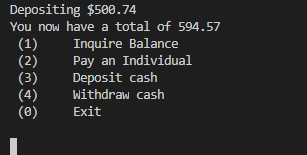 Depositing $500.74
You now have a total of 594.57
(1) Inquire Balance
(2) Pay an Individual
(3) Deposit cash
(4) Withdraw cash
(0) Exit